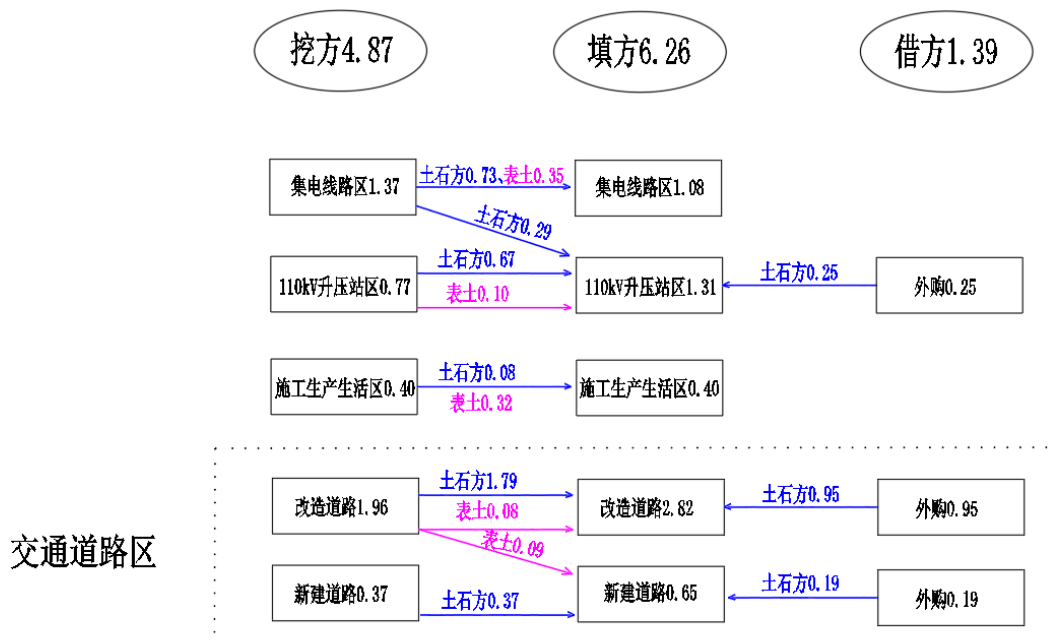 挖方4.87
填方6.26
借方1.39
集电线路区1.37
土石方0.73、表土0.35
集电线路区1.08
土石方0.29
110kV升压站区0.77
土石方0.67
表土0.10
110kV升压站区1.31
土石方0.25
外购0.25
施工生产生活区0.40
土石方0.08
表土0.32
施工生产生活区0.40
交通道路区
改造道路1.96
土石方1.79
表土0.08
表土0.09
改造道路2.82
土石方0.95
外购0.95
新建道路0.37
土石方0.37
新建道路0.65
土石方0.19
外购0.19